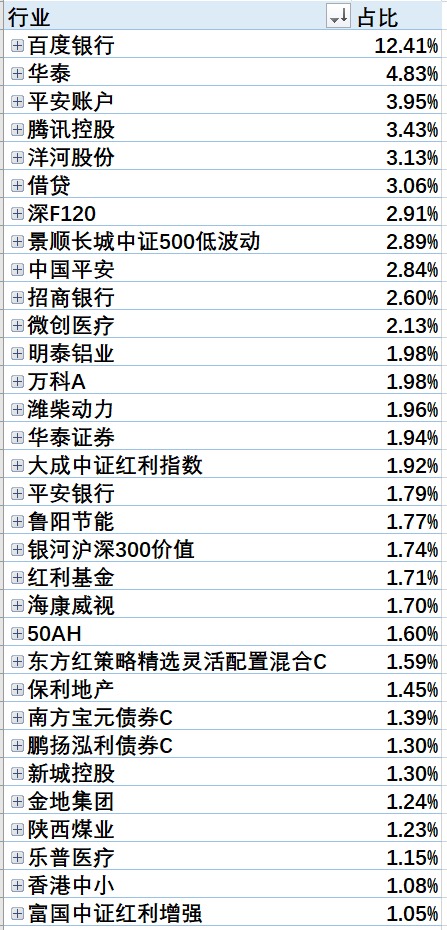 行业 占比
百度银行 12.41%
华泰 4.83%
平安账户 3.95%
腾讯控股 3.43%
洋河股份 3.13%
借贷 3.06%
深F120 2.91%
景顺长城中证500低波动 2.89%
中国平安 2.84%
招商银行 2.60%
微创医疗 2.13%
明泰铝业 1.98%
万科A 1.98%
潍柴动力 1.96%
华泰证券 1.94%
大成中证红利指数 1.92%
平安银行 1.79%
鲁阳节能 1.77%
银河沪深300价值 1.74%
红利基金 1.71%
海康威视 1.70%
50AH 1.60%
东方红策略精选灵活配置混合C 1.59%
保利地产 1.45%
南方宝元债券C 1.39%
鹏扬泓利债券C 1.30%
新城控股 1.30%
金地集团 1.24%
陕西煤业 1.23%
乐普医疗 1.15%
香港中小 1.08%
富国中证红利增强 1.05%